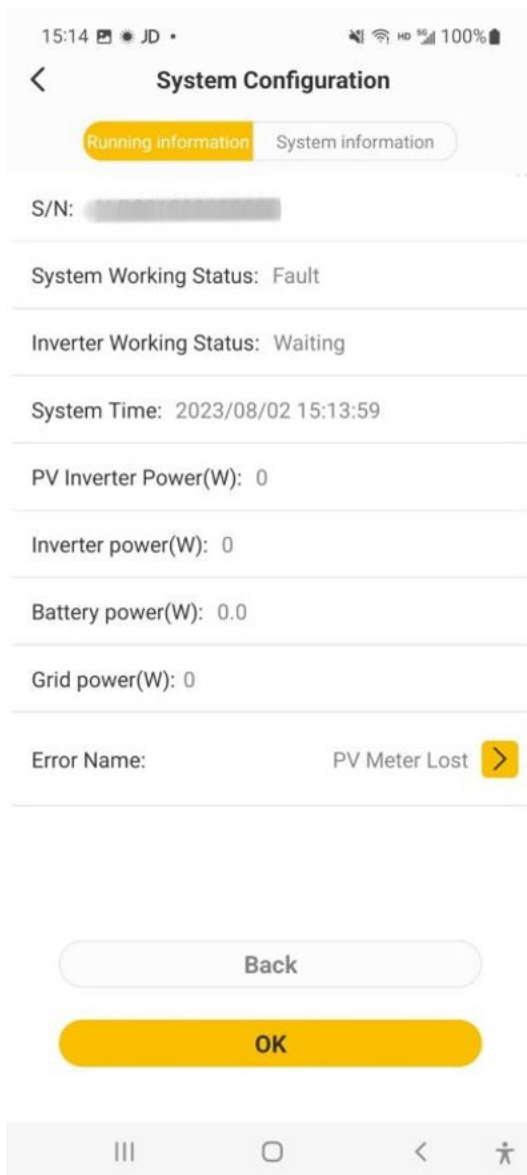 15:14 JD •
HD 5G 100%
System Configuration
Running information System information
S/N:
System Working Status: Fault
Inverter Working Status: Waiting
System Time: 2023/08/02 15:13:59
PV Inverter Power(W): 0
Inverter power(W): 0
Battery power(W): 0.0
Grid power(W): 0
Error Name: PV Meter Lost
Back
OK